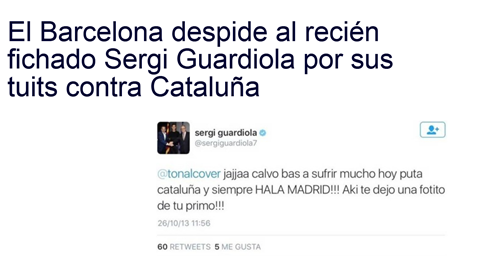 El Barcelona despide al recién
fichado Sergi Guardiola por sus
tuits contra Cataluña
sergi guardiola
@sergiguardiola7
@tonalcover jajjaa calvo bas a sufrir mucho hoy puta
cataluña y siempre HALA MADRID!!! Aki te dejo una fotito
de tu primo!!!
26/10/13 11:56
60 RETWEETS 5 ME GUSTA